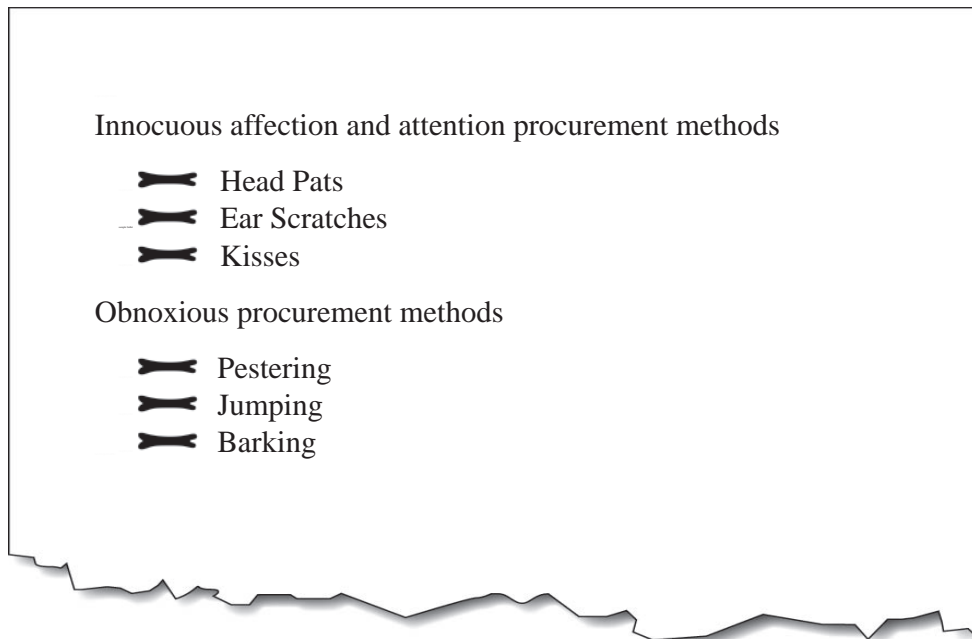 Innocuous affection and attention procurement methods
Head Pats
Ear Scratches
Kisses
Obnoxious procurement methods
Pestering
Jumping
Barking